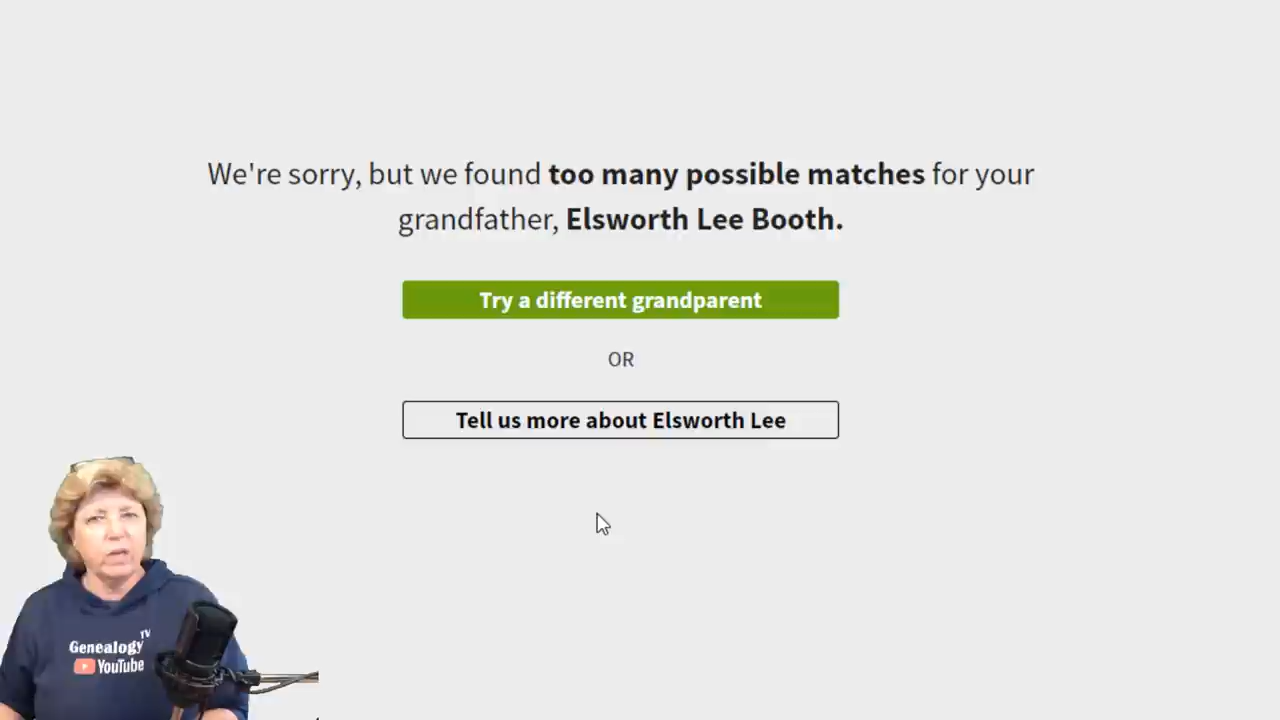 We're sorry, but we found too many possible matches for your
grandfather, Elsworth Lee Booth.
Try a different grandparent
OR
Tell us more about Elsworth Lee
Genealogy TV
YouTube